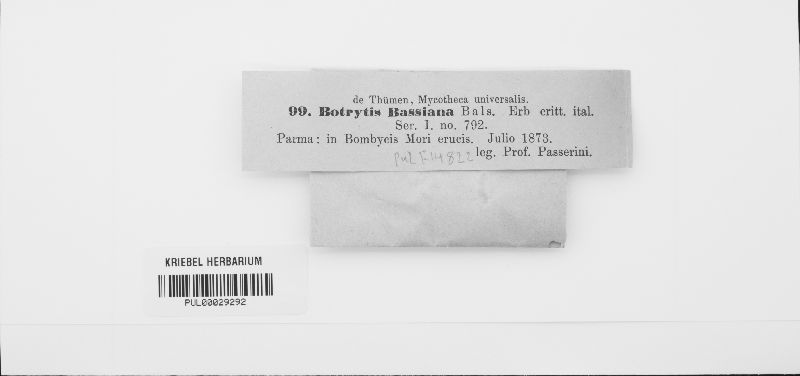 de Thümen, Mycotheca universalis.
99. Botrytis Bassiana Bals. Erb critt. ital.
Ser. I. no. 792.
Parma: in Bombycis Mori erucis. Julio 1873.
PUL F14822 leg. Prof. Passerini.
KRIEBEL HERBARIUM
PUL00029292